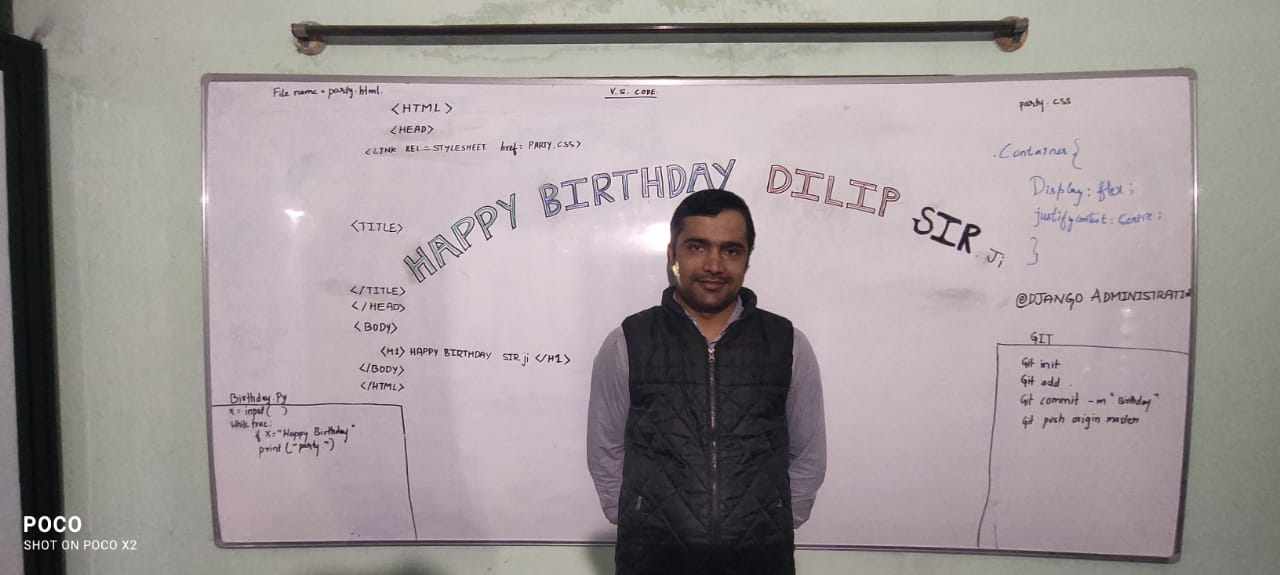 File name = party.html.
V.S. CODE
<HTML>
<HEAD>
<LINK REL=STYLESHEET href= PARTY.CSS>
<TITLE>
HAPPY BIRTHDAY DILIP SIR Ji
</TITLE>
</HEAD>
<BODY>
<H1> HAPPY BIRTHDAY SIR ji </H1>
</BODY>
</HTML>
Birthday.Py
x = input( )
While true:
if x="Happy Birthday"
print ("party")
party.css
.Container{
Display: flex;
justifycontent: Centre;
}
@DJANGO ADMINISTRATI
GIT
Git init
Git add .
Git commit -m "Birthday"
Git push origin master
POCO
SHOT ON POCO X2